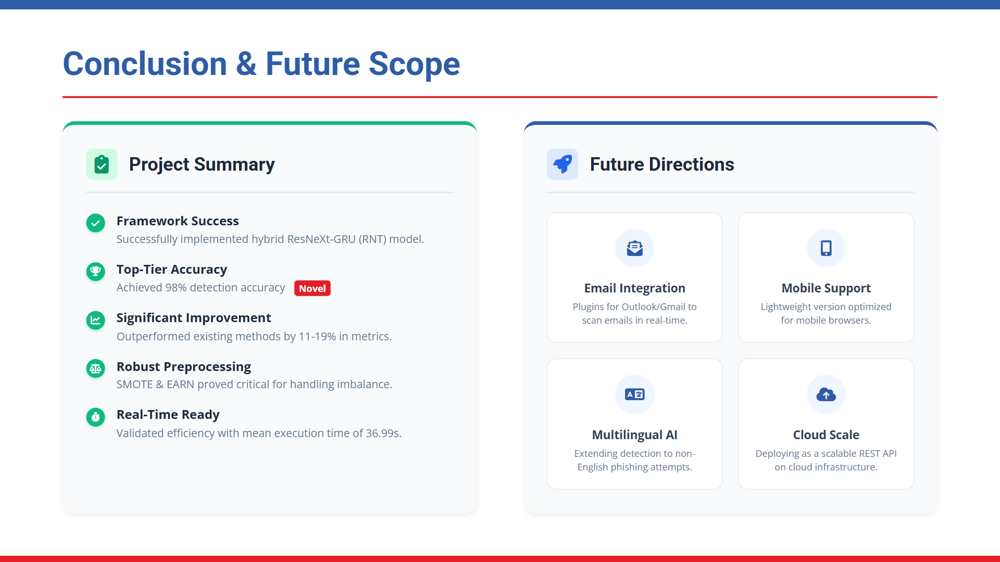 Conclusion & Future Scope
Project Summary
Framework Success
Successfully implemented hybrid ResNeXt-GRU (RNT) model.
Top-Tier Accuracy
Achieved 98% detection accuracy Novel
Significant Improvement
Outperformed existing methods by 11-19% in metrics.
Robust Preprocessing
SMOTE & EARN proved critical for handling imbalance.
Real-Time Ready
Validated efficiency with mean execution time of 36.99s.
Future Directions
Email Integration
Plugins for Outlook/Gmail to
scan emails in real-time.
Mobile Support
Lightweight version optimized
for mobile browsers.
Multilingual AI
Extending detection to non-
English phishing attempts.
Cloud Scale
Deploying as a scalable REST API
on cloud infrastructure.